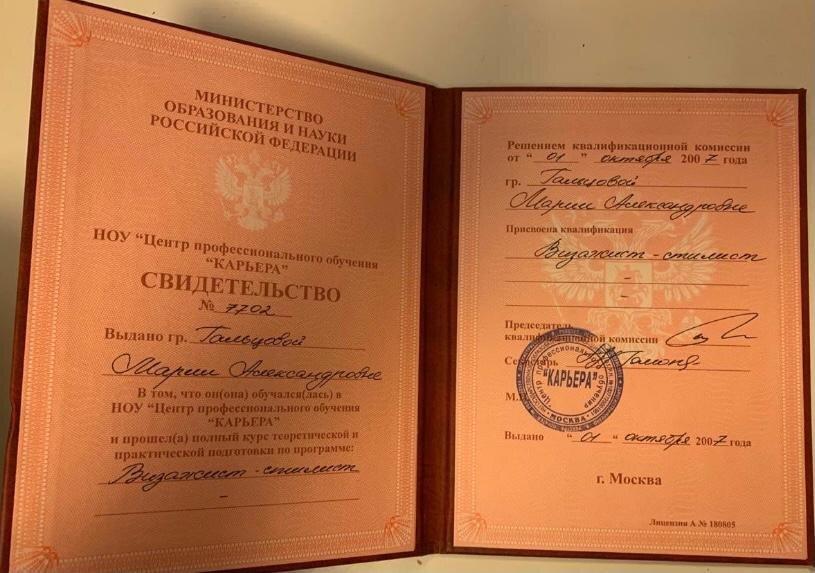 МИНИСТЕРСТВО
ОБРАЗОВАНИЯ И НАУКИ
РОССИЙСКОЙ ФЕДЕРАЦИИ
НОУ “Центр профессионального обучения
“КАРЬЕРА”
СВИДЕТЕЛЬСТВО
№ 7702
Выдано гр. Гальцовой
Марии Александровне
В том, что он(она) обучался(лась) в
НОУ “Центр профессионального обучения
“КАРЬЕРА”
и прошел(а) полный курс теоретической и
практической подготовки по программе:
Визажист-стилист
–
Решением квалификационной комиссии
от “ 01 ” октября 2007 года
гр. Гальцовой
Марии Александровне
Присвоена квалификация
Визажист-стилист
–
–
Председатель
квалификационной комиссии
Секретарь
М.П.
Центр профессионального обучения
"КАРЬЕРА"
МОСКВА
Выдано “ 01 “ октября 2007 года
г. Москва
Лицензия А № 180805